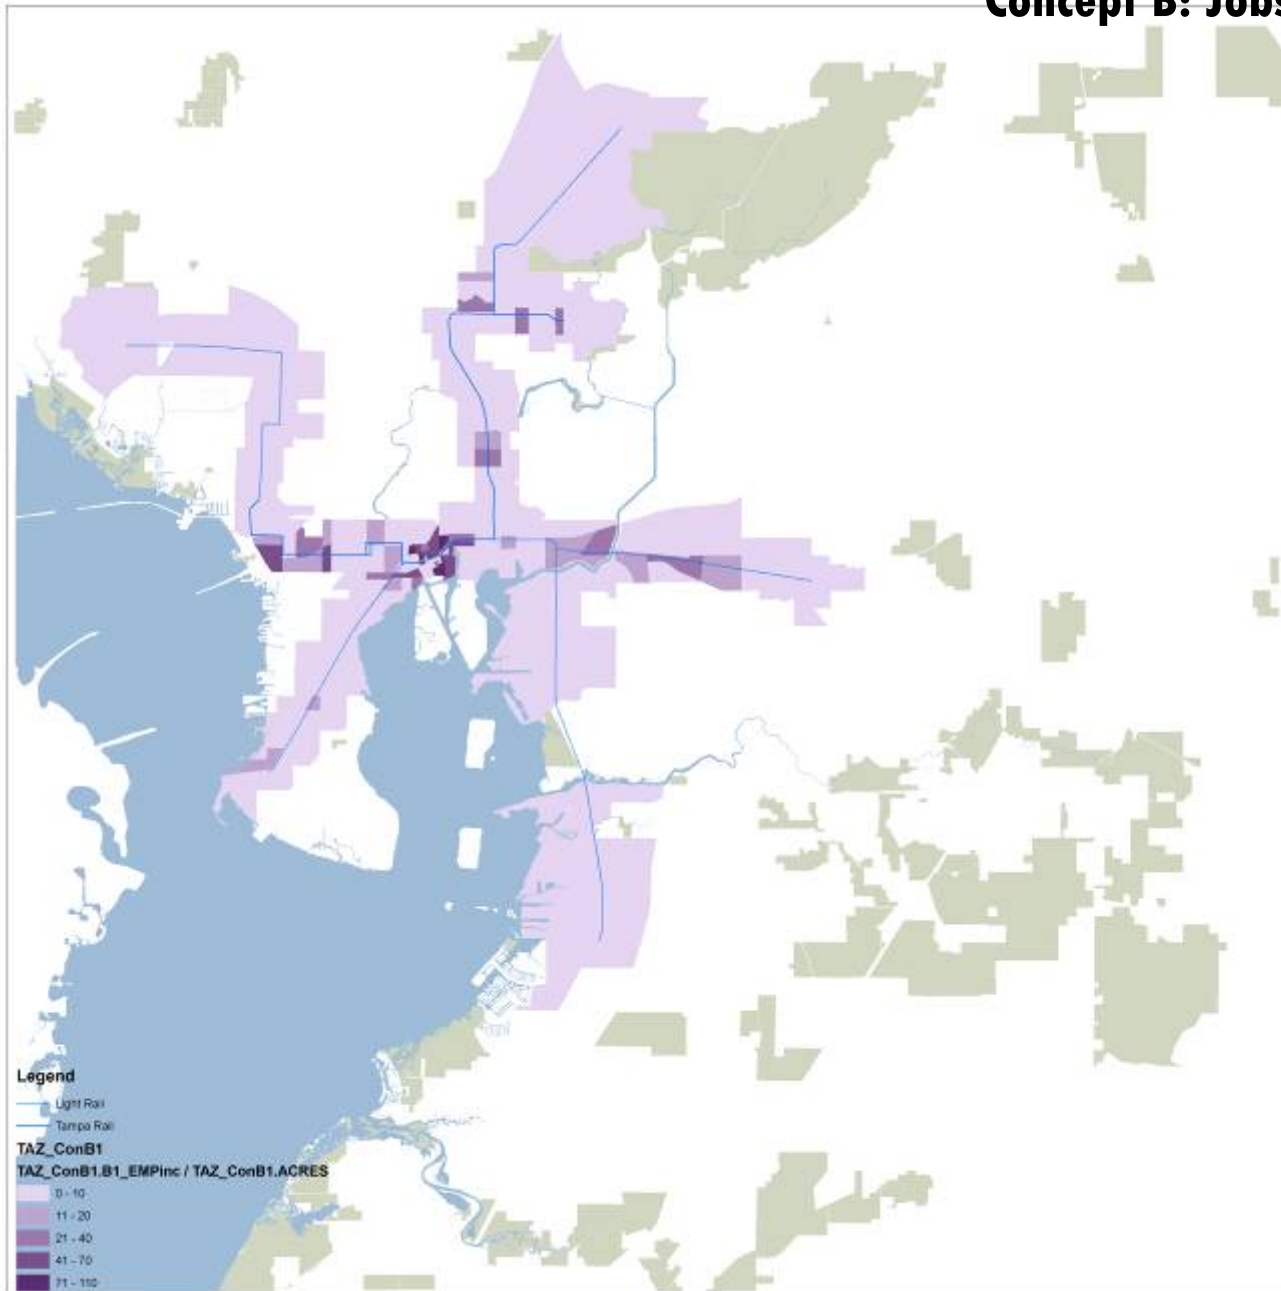 Concept B: Jobs
Legend
Light Rail
Tampa Rail
TAZ_ConB1
TAZ_ConB1.B1_EMPinc / TAZ_ConB1.ACRES
0 - 10
11 - 20
21 - 40
41 - 70
71 - 110